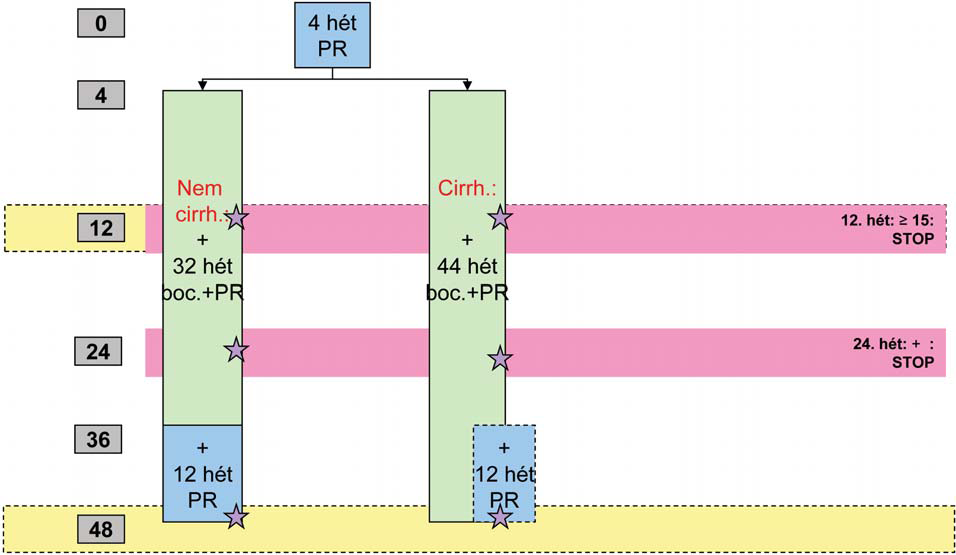 0
4 hét
PR
4
Nem
cirrh.:
+
32 hét
boc.+PR
Cirrh.:
+
44 hét
boc.+PR
12
12. hét: ≥ 15:
STOP
24
24. hét: + :
STOP
36
+
12 hét
PR
+
12 hét
PR
48